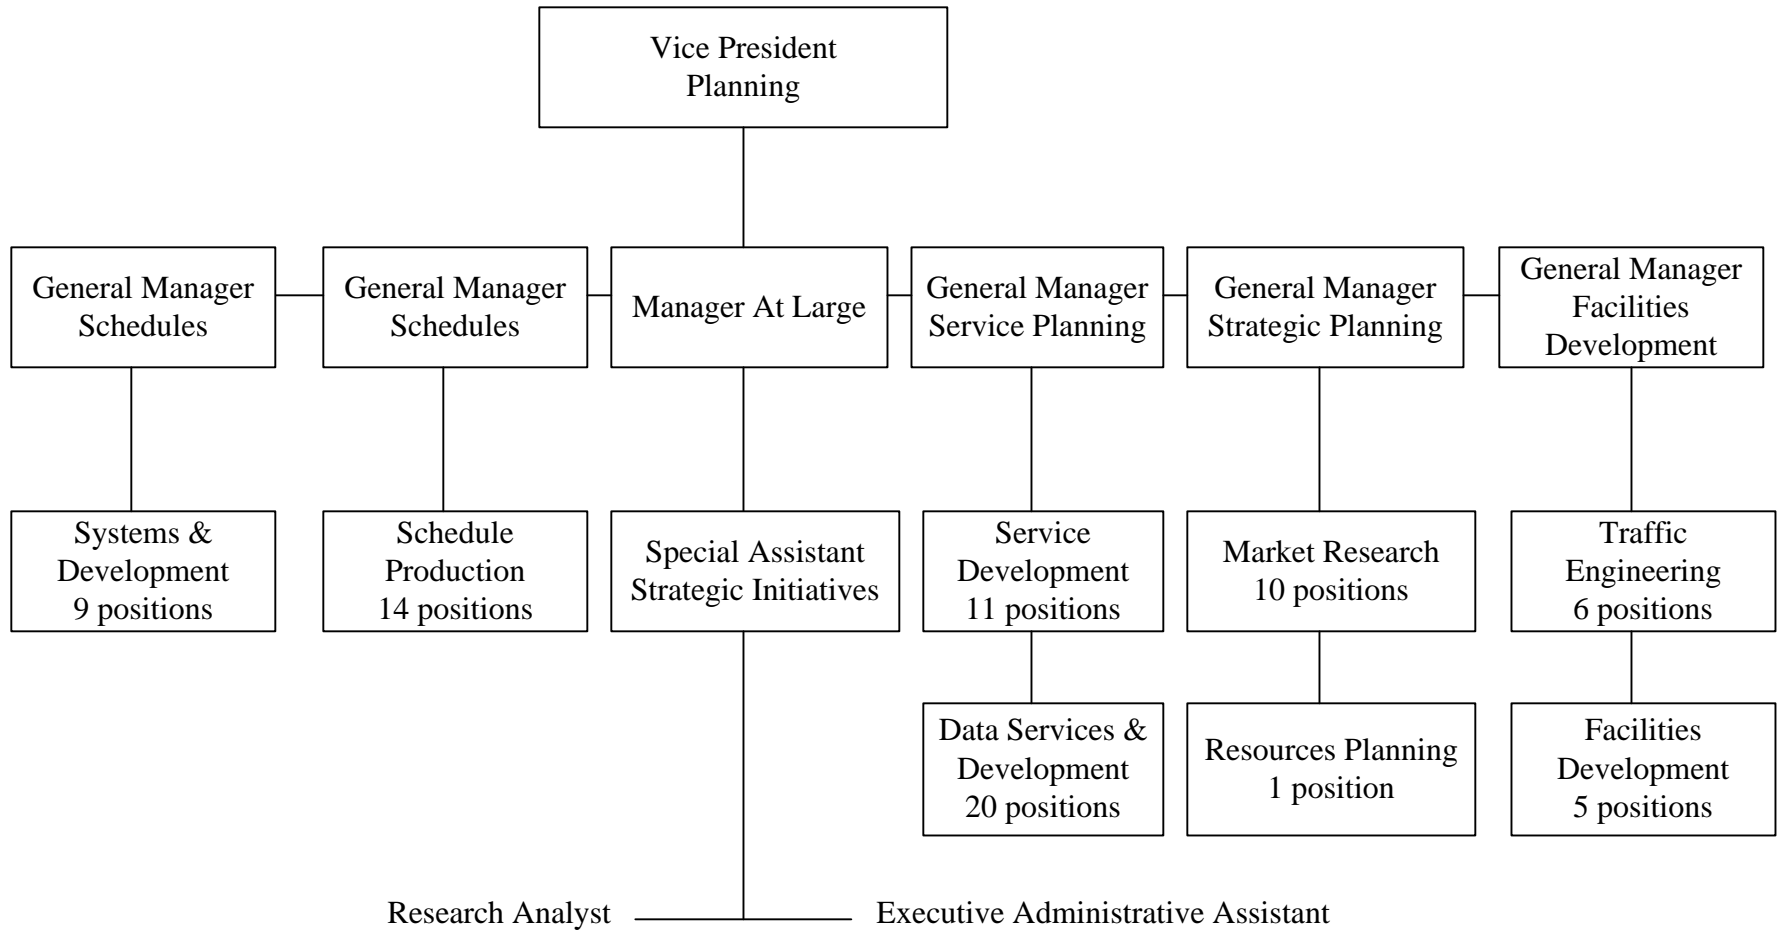 Vice President
Planning
General Manager
Schedules
General Manager
Schedules
Manager At Large
General Manager
Service Planning
General Manager
Strategic Planning
General Manager
Facilities
Development
Systems &
Development
9 positions
Schedule
Production
14 positions
Special Assistant
Strategic Initiatives
Service
Development
11 positions
Market Research
10 positions
Traffic
Engineering
6 positions
Data Services &
Development
20 positions
Resources Planning
1 position
Facilities
Development
5 positions
Research Analyst
Executive Administrative Assistant